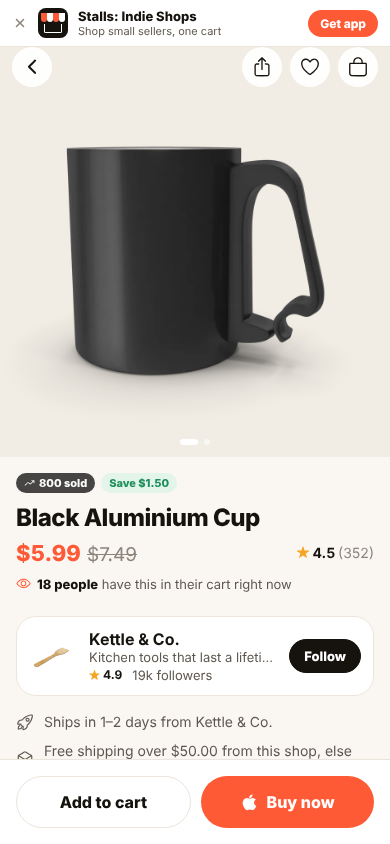 Stalls: Indie Shops
Shop small sellers, one cart
Get app
800 sold
Save $1.50
Black Aluminium Cup
$5.99 $7.49
4.5 (352)
18 people have this in their cart right now
Kettle & Co.
Kitchen tools that last a lifeti...
4.9 19k followers
Follow
Ships in 1–2 days from Kettle & Co.
Free shipping over $50.00 from this shop, else
Add to cart
Buy now